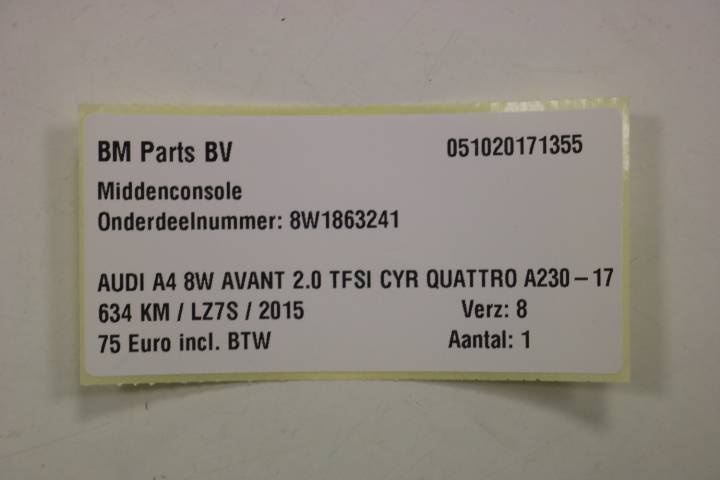 BM Parts BV 051020171355
Middenconsole
Onderdeelnummer: 8W1863241
AUDI A4 8W AVANT 2.0 TFSI CYR QUATTRO A230-17
634 KM / LZ7S / 2015 Verz: 8
75 Euro incl. BTW Aantal: 1